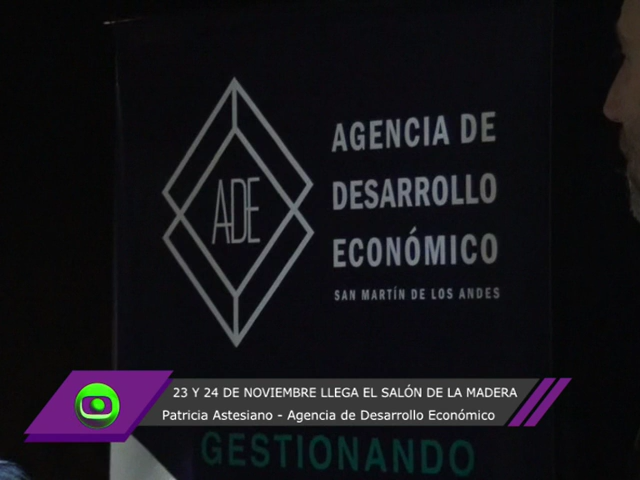 ADE
AGENCIA DE
DESARROLLO
ECONÓMICO
SAN MARTÍN DE LOS ANDES
23 Y 24 DE NOVIEMBRE LLEGA EL SALÓN DE LA MADERA
Patricia Astesiano - Agencia de Desarrollo Económico
GESTIONANDO